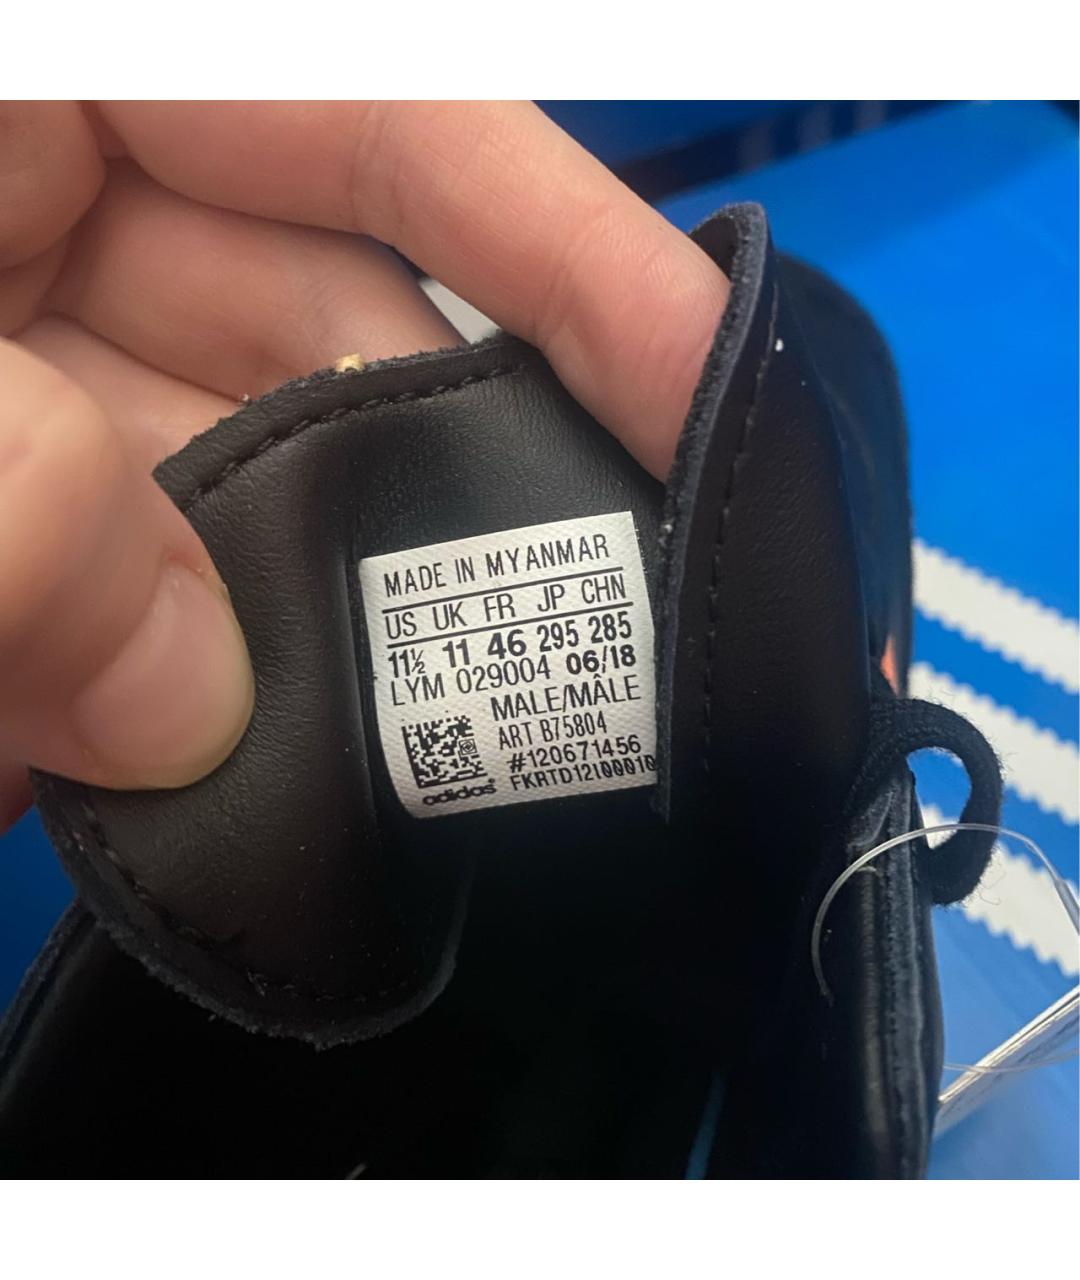 MADE IN MYANMAR
US UK FR JP CHN
11½ 11 46 295 285
LYM 029004 06/18
MALE/MÂLE
ART B75804
#120671456
FKRTD12I00010
adidas